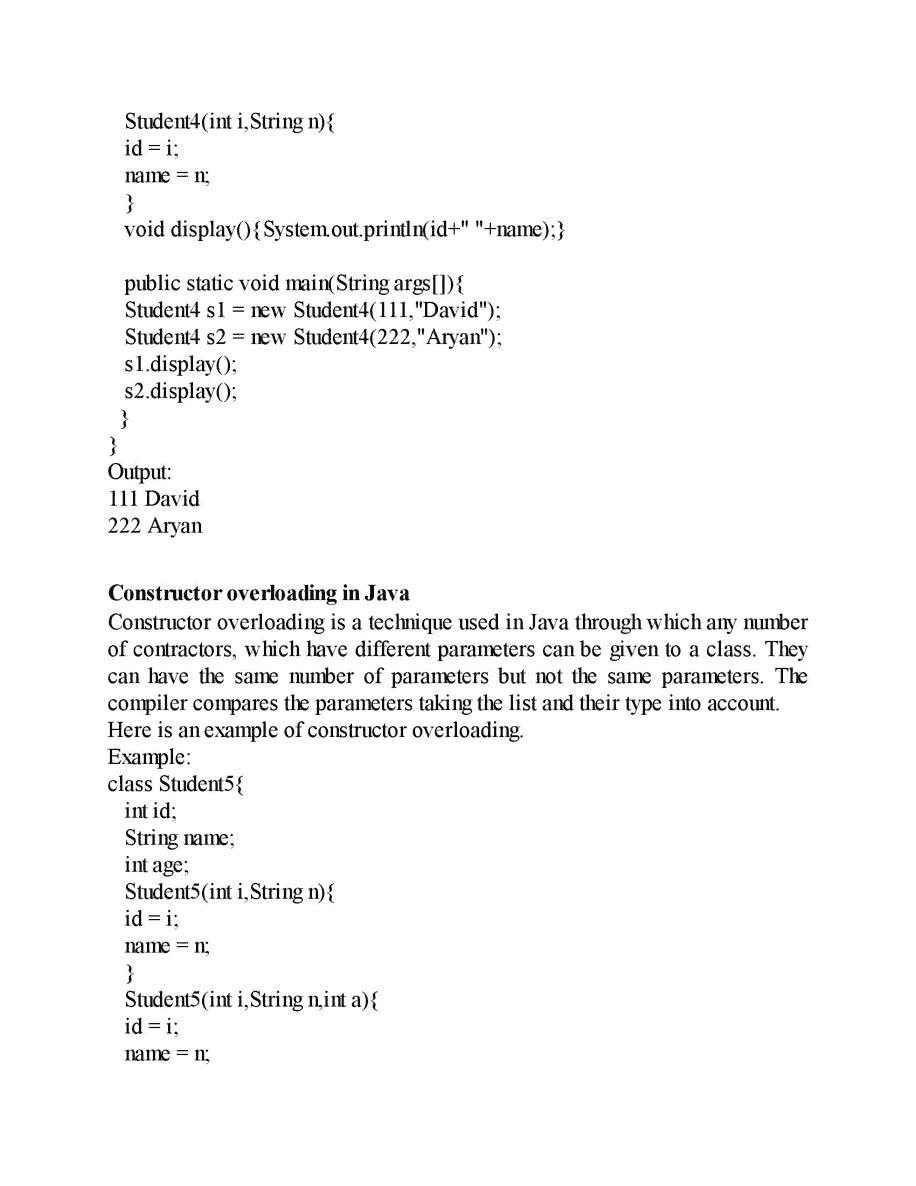 Student4(int i,String n){
id = i;
name = n;
}
void display(){System.out.println(id+" "+name);}
public static void main(String args[]){
Student4 s1 = new Student4(111,"David");
Student4 s2 = new Student4(222,"Aryan");
s1.display();
s2.display();
}
}
Output:
111 David
222 Aryan
Constructor overloading in Java
Constructor overloading is a technique used in Java through which any number
of contractors, which have different parameters can be given to a class. They
can have the same number of parameters but not the same parameters. The
compiler compares the parameters taking the list and their type into account.
Here is an example of constructor overloading.
Example:
class Student5{
int id;
String name;
int age;
Student5(int i,String n){
id = i;
name = n;
}
Student5(int i,String n,int a){
id = i;
name = n;